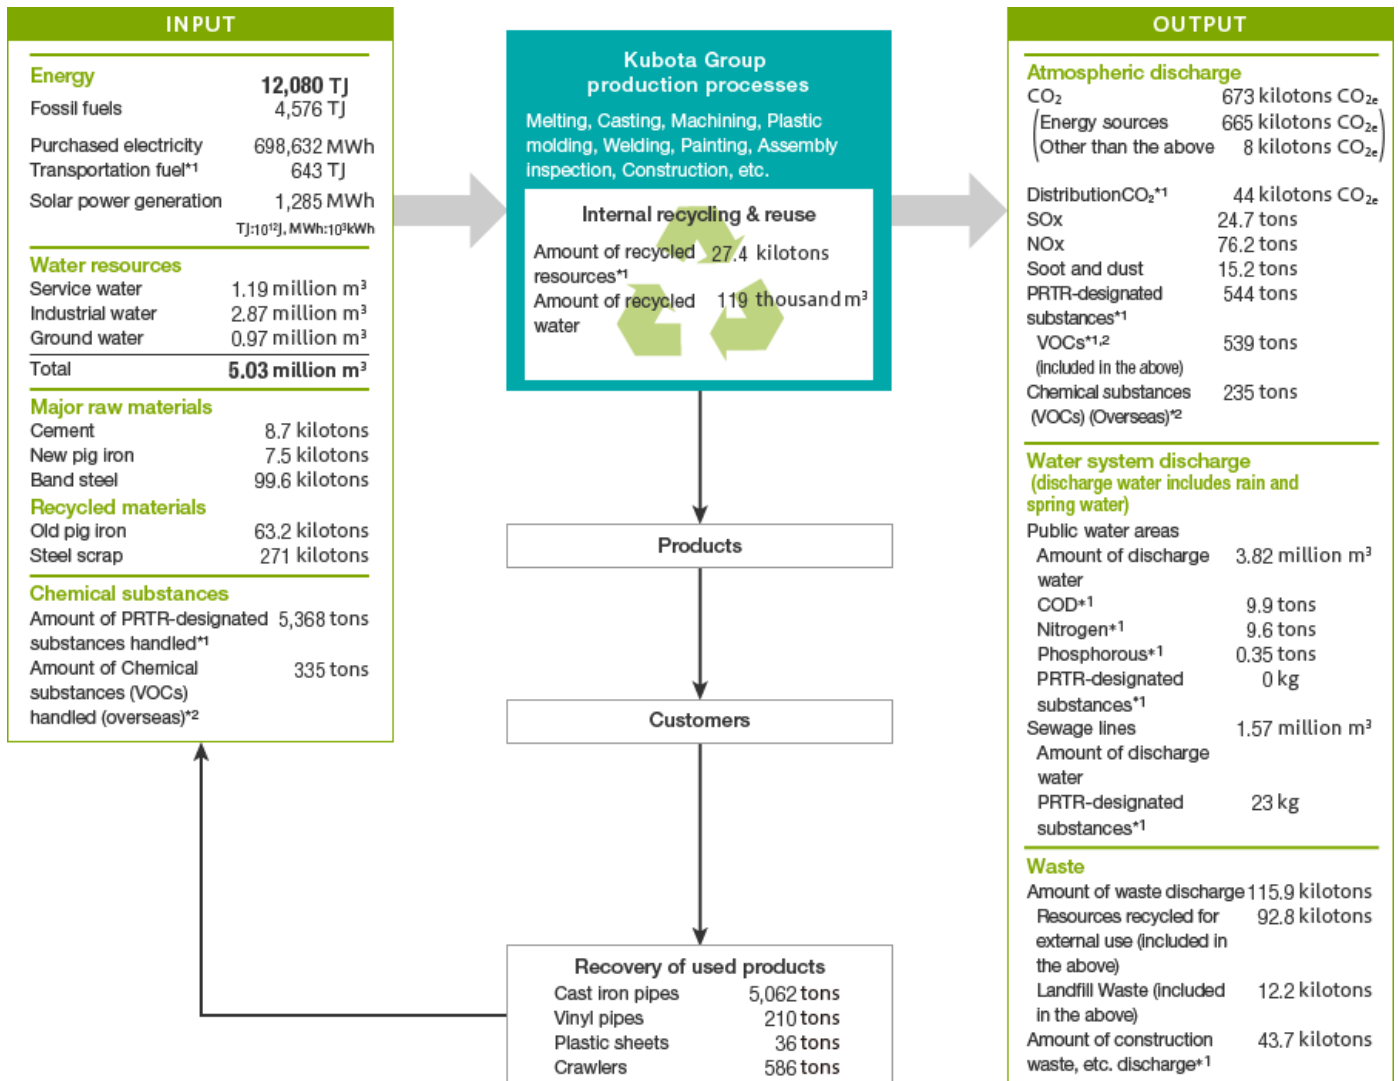 INPUT
Energy 12,080 TJ
Fossil fuels 4,576 TJ
Purchased electricity 698,632 MWh
Transportation fuel*1 643 TJ
Solar power generation 1,285 MWh
TJ:10¹²J, MWh:10³kWh
Water resources
Service water 1.19 million m³
Industrial water 2.87 million m³
Ground water 0.97 million m³
Total 5.03 million m³
Major raw materials
Cement 8.7 kilotons
New pig iron 7.5 kilotons
Band steel 99.6 kilotons
Recycled materials
Old pig iron 63.2 kilotons
Steel scrap 271 kilotons
Chemical substances
Amount of PRTR-designated 5,368 tons
substances handled*1
Amount of Chemical 335 tons
substances (VOCs)
handled (overseas)*2
Kubota Group
production processes
Melting, Casting, Machining, Plastic
molding, Welding, Painting, Assembly
inspection, Construction, etc.
Internal recycling & reuse
Amount of recycled 27.4 kilotons
resources*1
Amount of recycled 119 thousand m³
water
Products
Customers
Recovery of used products
Cast iron pipes 5,062 tons
Vinyl pipes 210 tons
Plastic sheets 36 tons
Crawlers 586 tons
OUTPUT
Atmospheric discharge
CO₂ 673 kilotons CO₂ₑ
(Energy sources 665 kilotons CO₂ₑ
Other than the above 8 kilotons CO₂ₑ)
DistributionCO₂*1 44 kilotons CO₂ₑ
SOx 24.7 tons
NOx 76.2 tons
Soot and dust 15.2 tons
PRTR-designated 544 tons
substances*1
VOCs*1,2 539 tons
(included in the above)
Chemical substances 235 tons
(VOCs) (Overseas)*2
Water system discharge
(discharge water includes rain and
spring water)
Public water areas
Amount of discharge 3.82 million m³
water
COD*1 9.9 tons
Nitrogen*1 9.6 tons
Phosphorous*1 0.35 tons
PRTR-designated 0 kg
substances*1
Sewage lines 1.57 million m³
Amount of discharge
water
PRTR-designated 23 kg
substances*1
Waste
Amount of waste discharge 115.9 kilotons
Resources recycled for 92.8 kilotons
external use (included in
the above)
Landfill Waste (included 12.2 kilotons
in the above)
Amount of construction 43.7 kilotons
waste, etc. discharge*1